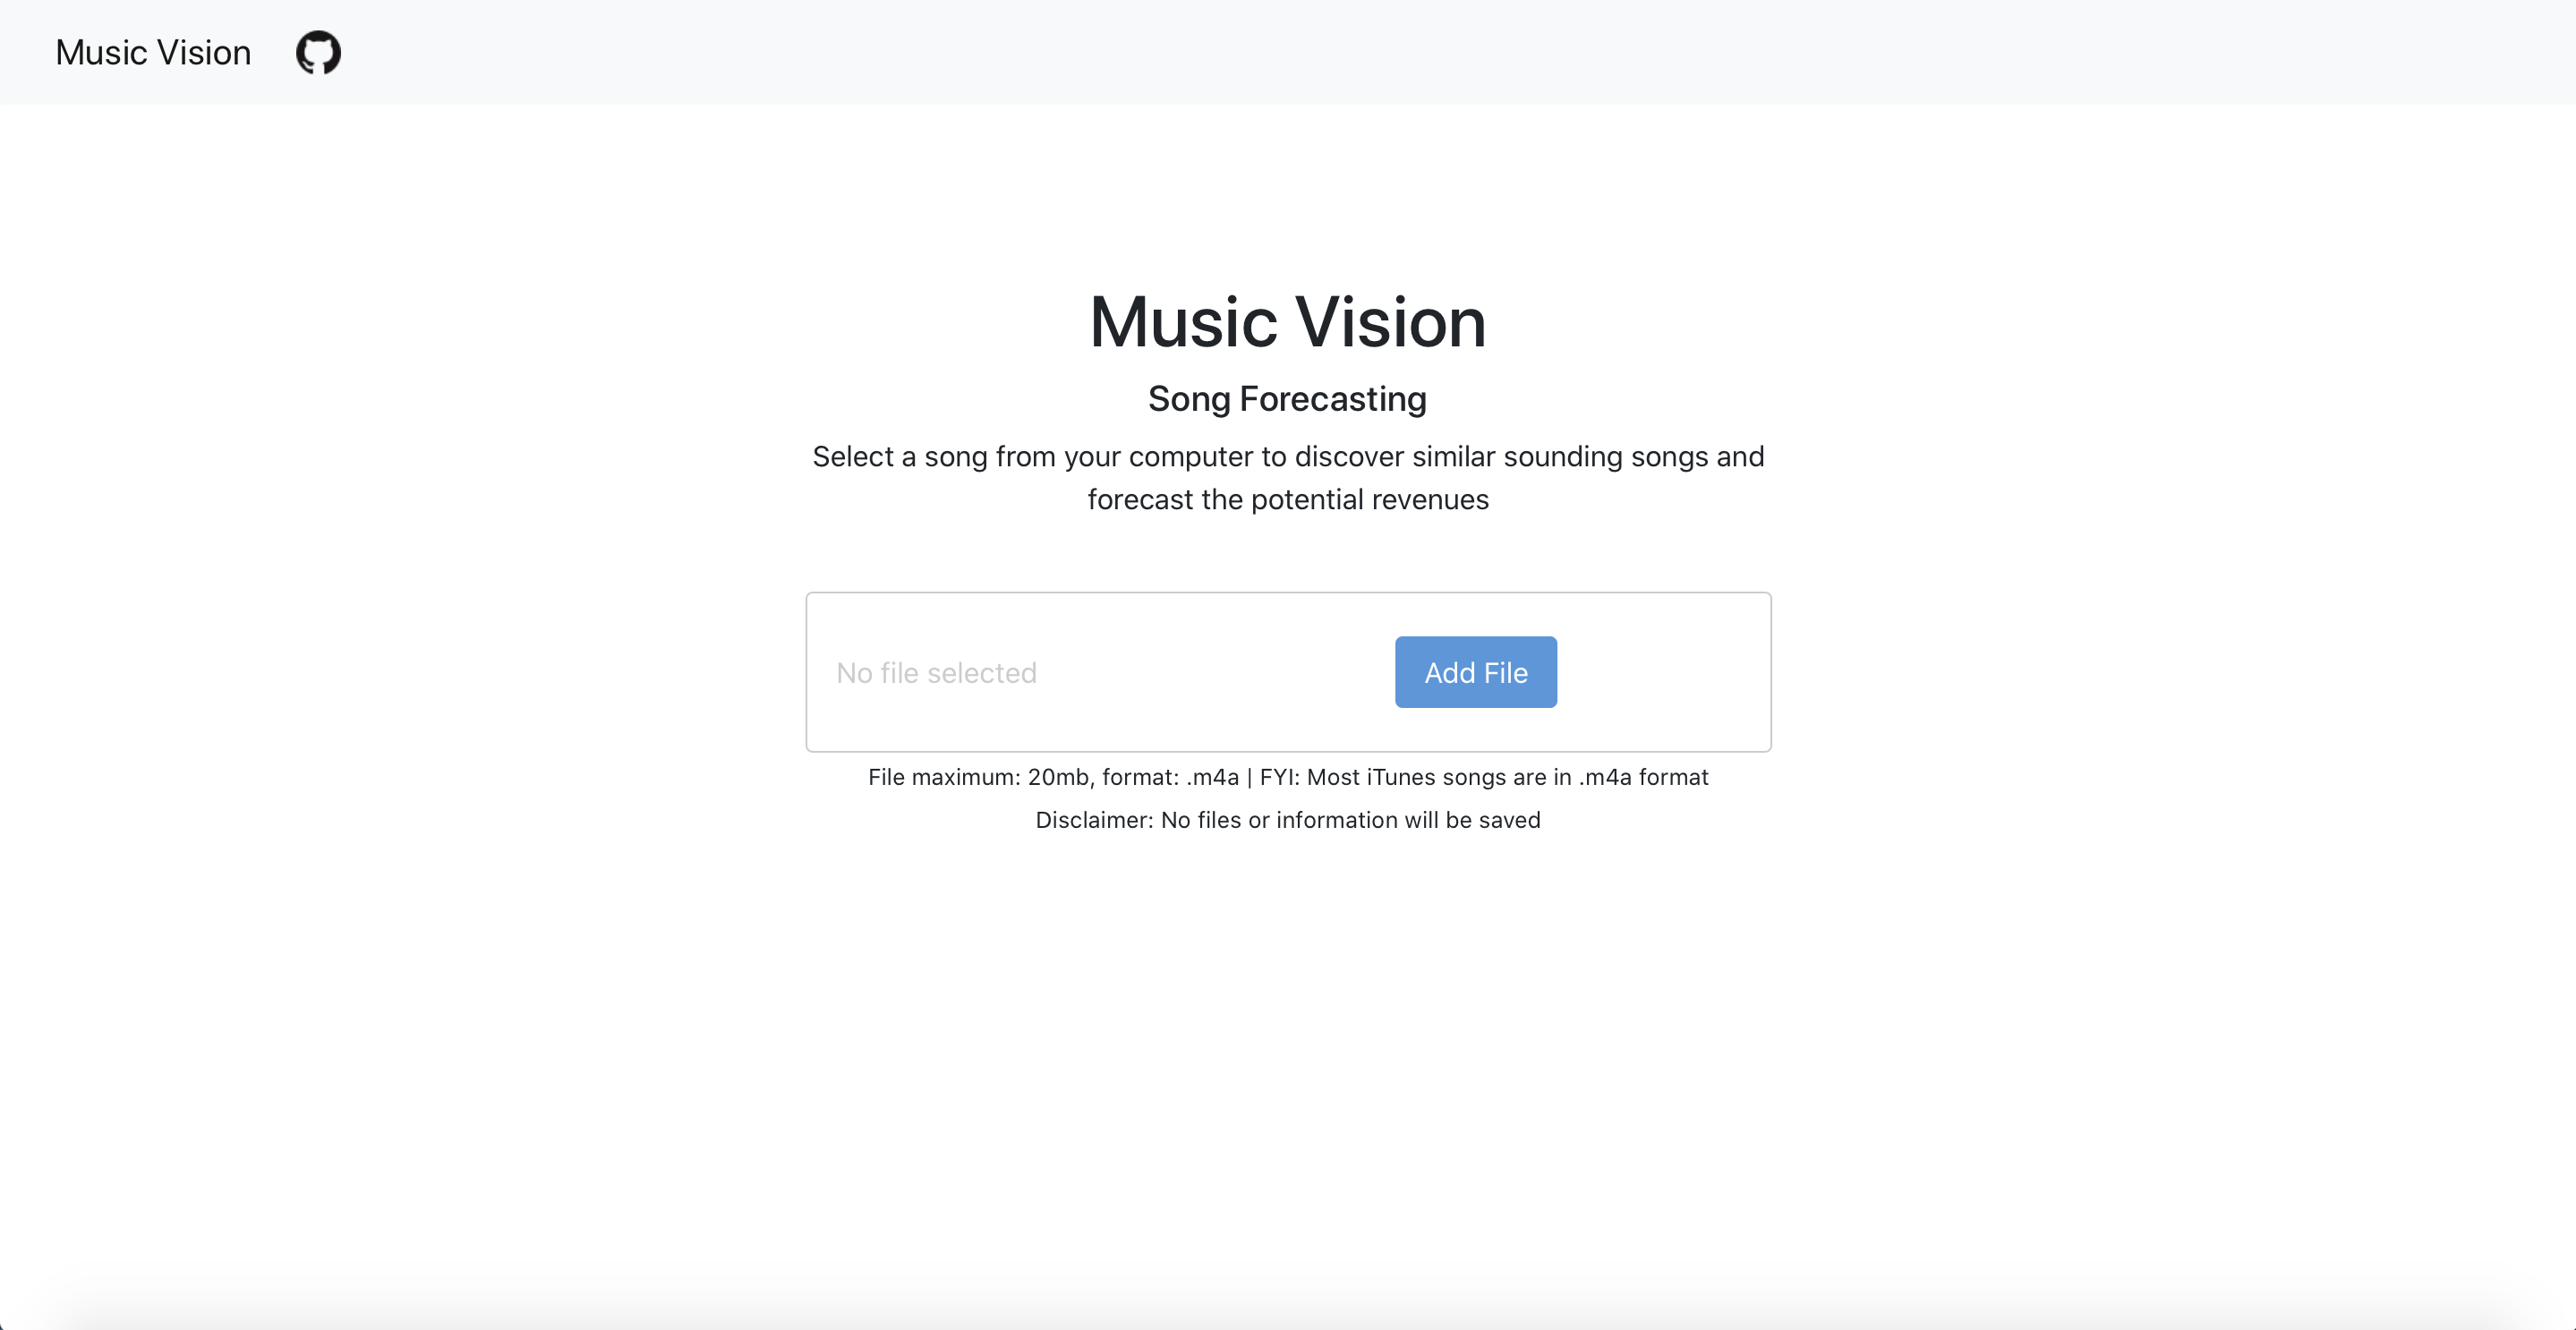 Music Vision
Music Vision
Song Forecasting
Select a song from your computer to discover similar sounding songs and
forecast the potential revenues
No file selected
Add File
File maximum: 20mb, format: .m4a | FYI: Most iTunes songs are in .m4a format
Disclaimer: No files or information will be saved